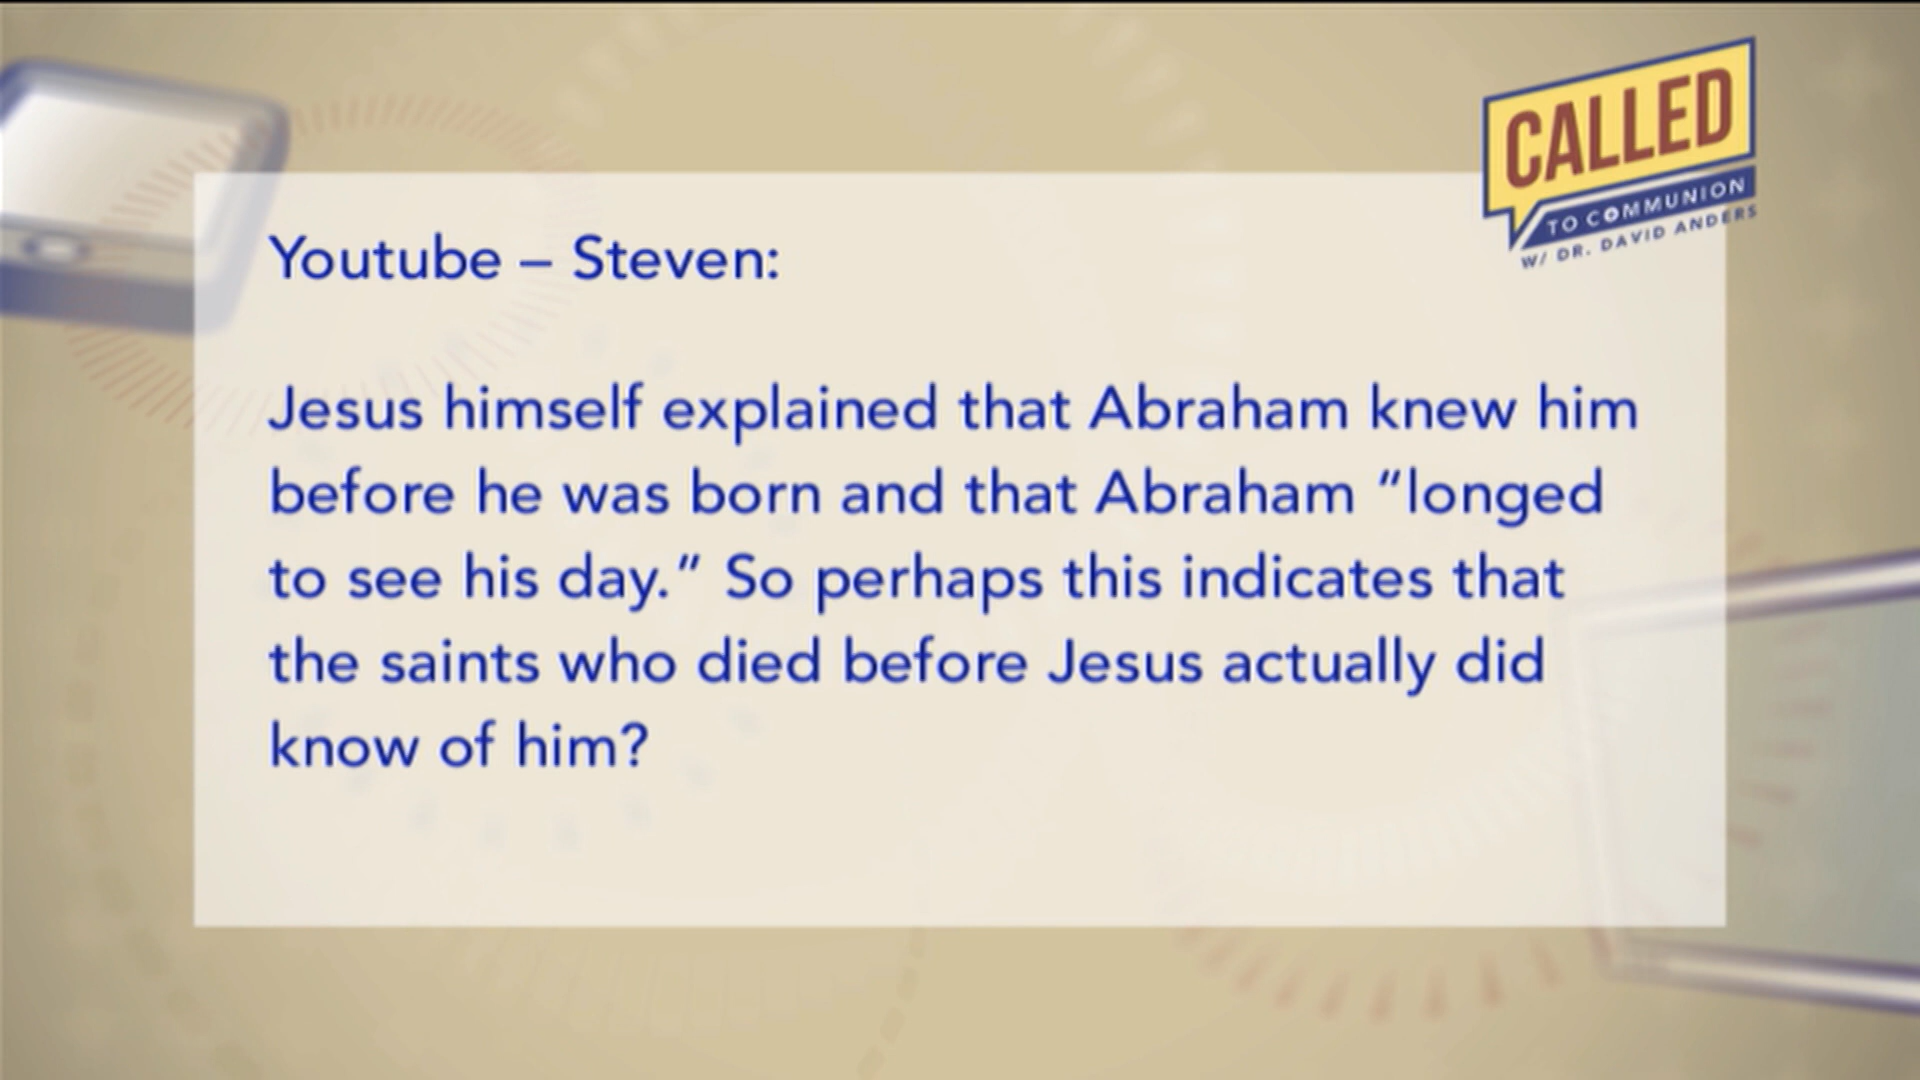 CALLED
TO COMMUNION
W/ DR. DAVID ANDERS
Youtube – Steven:
Jesus himself explained that Abraham knew him
before he was born and that Abraham “longed
to see his day.” So perhaps this indicates that
the saints who died before Jesus actually did
know of him?